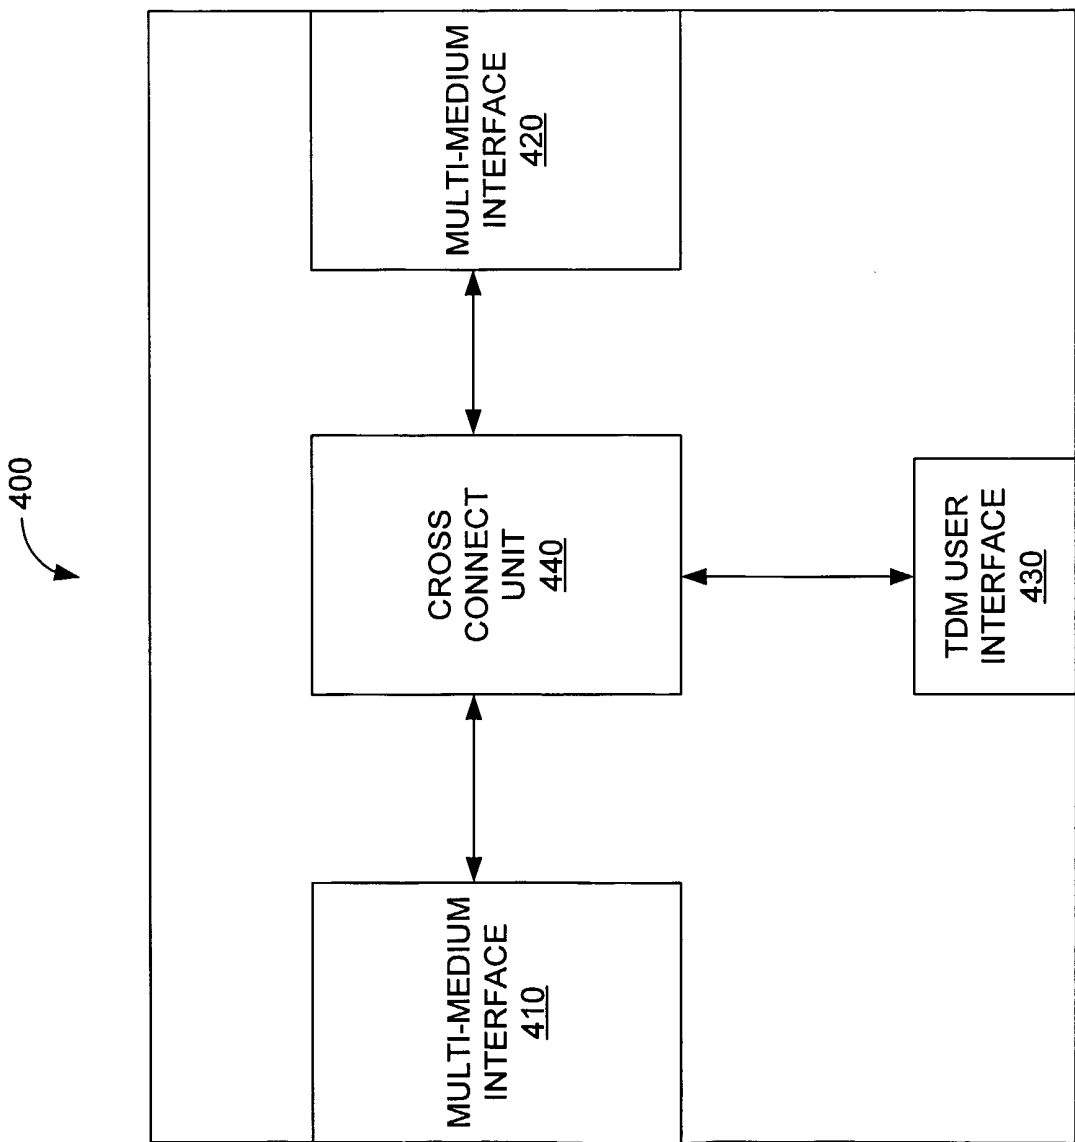 400
MULTI-MEDIUM
INTERFACE
410
CROSS
CONNECT
UNIT
440
MULTI-MEDIUM
INTERFACE
420
TDM USER
INTERFACE
430